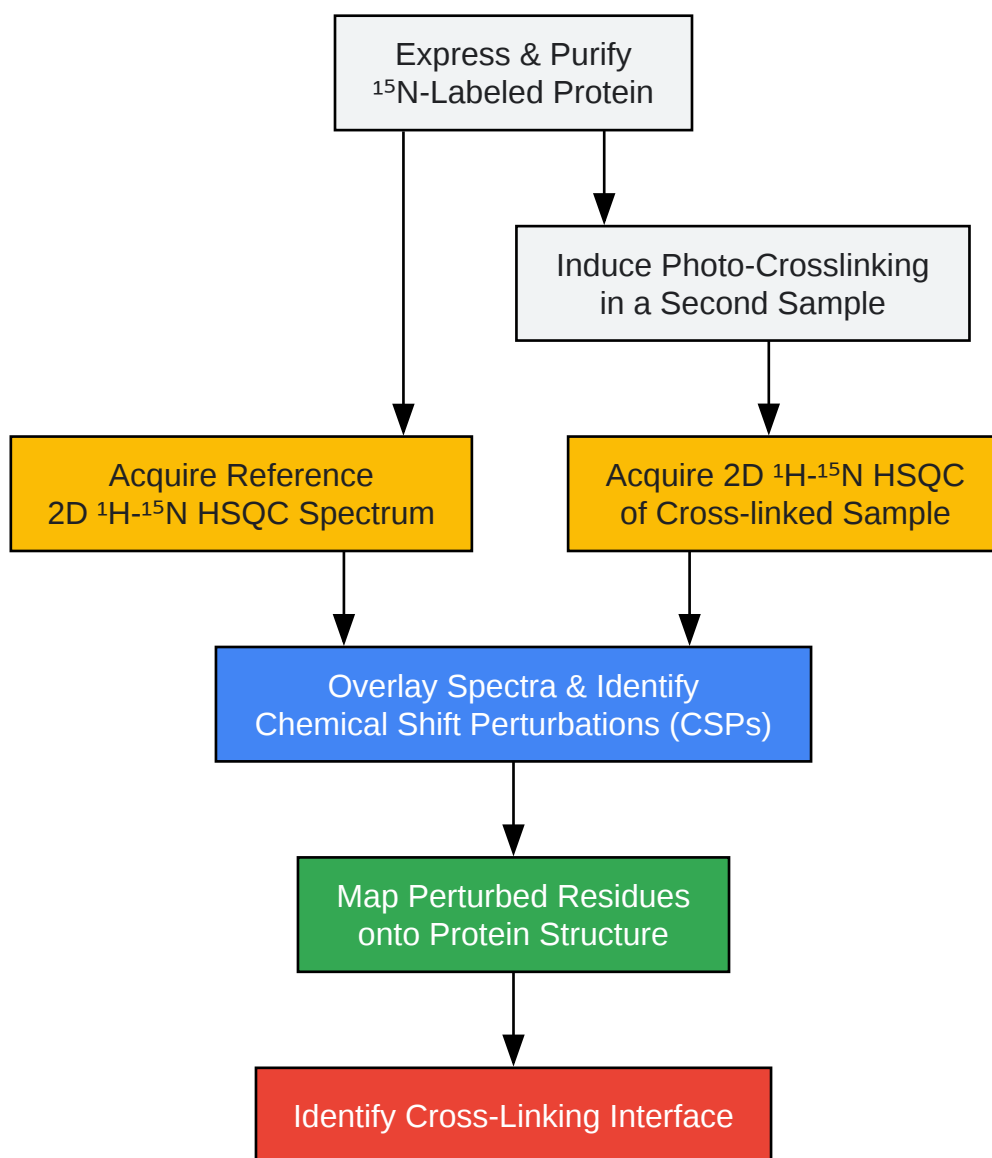 Express & Purify
¹⁵N-Labeled Protein
Induce Photo-Crosslinking
in a Second Sample
Acquire Reference
2D ¹H-¹⁵N HSQC Spectrum
Acquire 2D ¹H-¹⁵N HSQC
of Cross-linked Sample
Overlay Spectra & Identify
Chemical Shift Perturbations (CSPs)
Map Perturbed Residues
onto Protein Structure
Identify Cross-Linking Interface